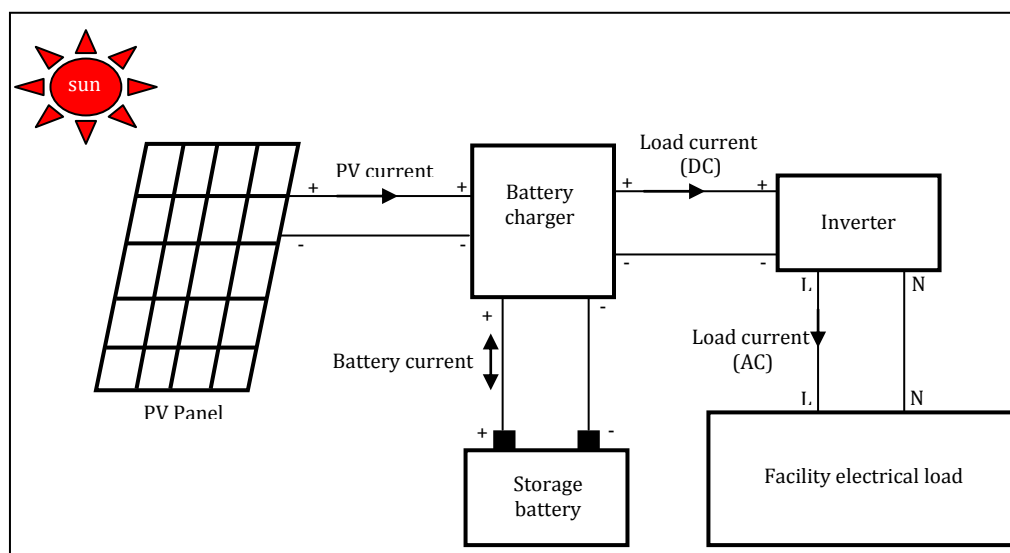 sun
PV current
Load current
(DC)
Battery
charger
Inverter
+
+
+
+
-
-
-
-
L
N
+
-
Battery current
Load current
(AC)
L
N
PV Panel
+
-
Storage
battery
Facility electrical load